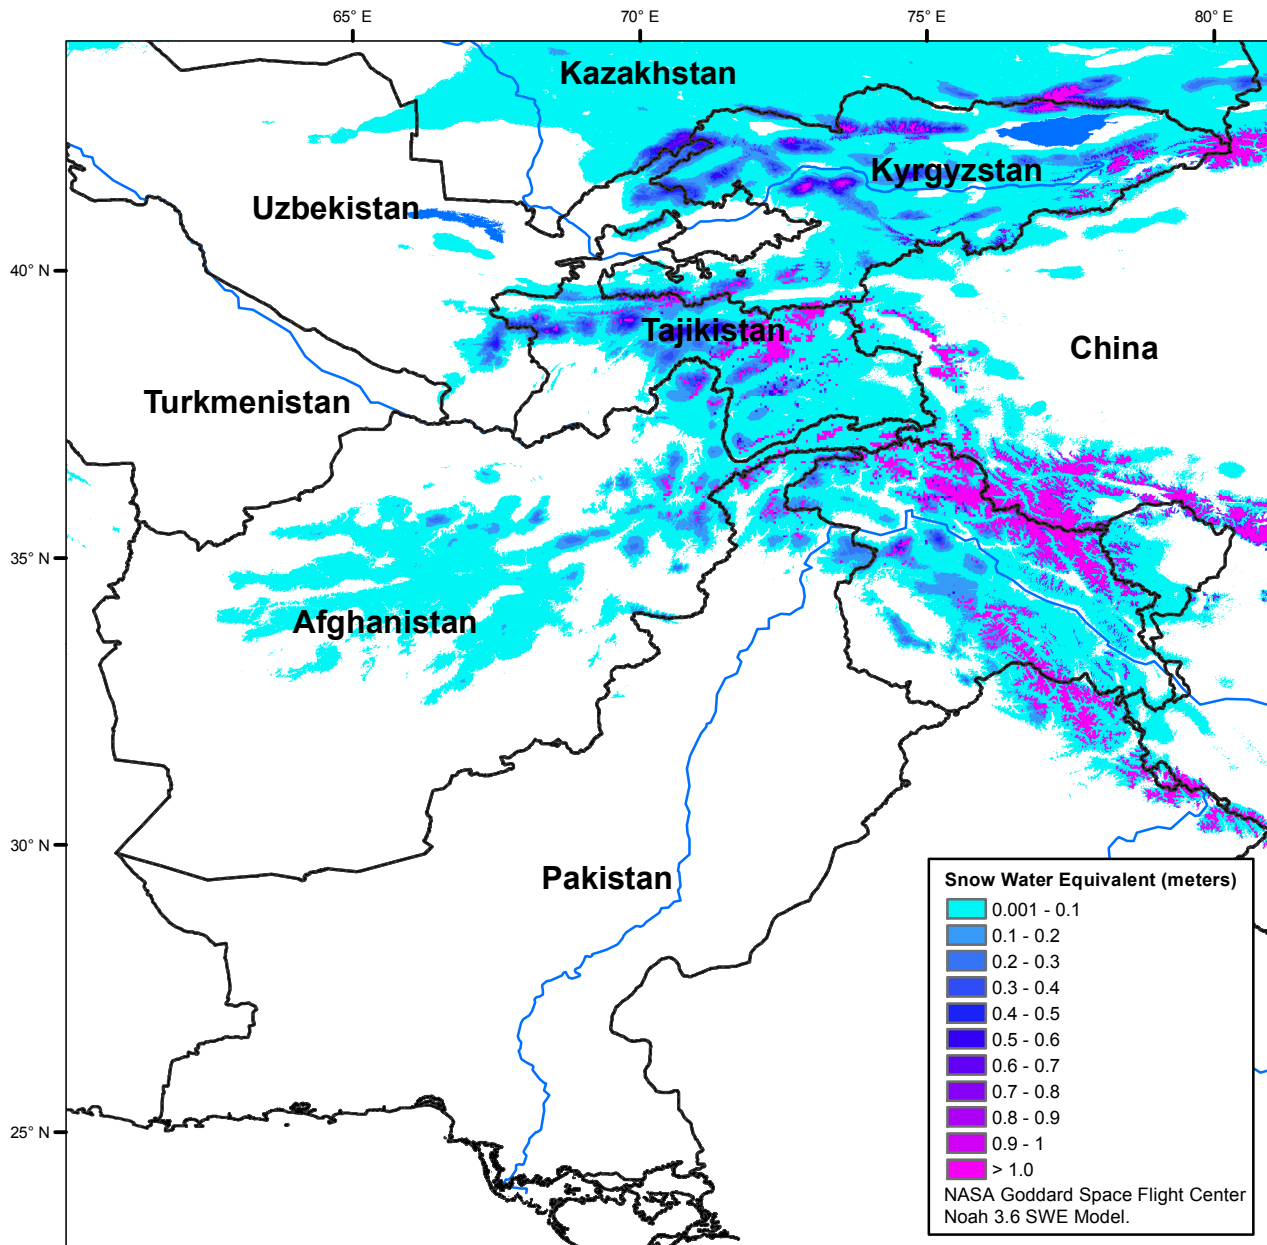 65° E
70° E
75° E
80° E
Kazakhstan
Kyrgyzstan
Uzbekistan
40° N
Tajikistan
China
Turkmenistan
35° N
Afghanistan
30° N
Pakistan
25° N
Snow Water Equivalent (meters)
0.001 - 0.1
0.1 - 0.2
0.2 - 0.3
0.3 - 0.4
0.4 - 0.5
0.5 - 0.6
0.6 - 0.7
0.7 - 0.8
0.8 - 0.9
0.9 - 1
> 1.0
NASA Goddard Space Flight Center
Noah 3.6 SWE Model.